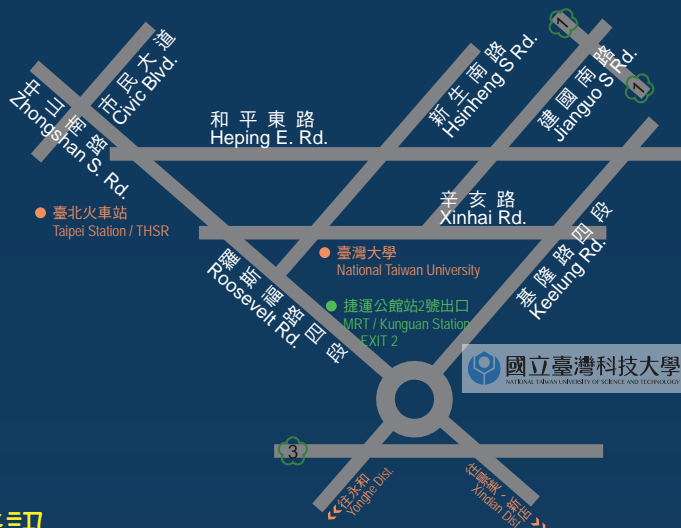 市民大道
Civic Blvd.
中山南路
Zhongshan S. Rd.
和平東路
Heping E. Rd.
新生南路
Hsinheng S Rd.
建國南路
Jianguo S Rd.
1
1
臺北火車站
Taipei Station / THSR
辛亥路
Xinhai Rd.
臺灣大學
National Taiwan University
羅斯福路四段
Roosevelt Rd.
捷運公館站2號出口
MRT / Kunguan Station
EXIT 2
基隆路四段
Keelung Rd.
國立臺灣科技大學
NATIONAL TAIWAN UNIVERSITY OF SCIENCE AND TECHNOLOGY
3
往永和
Yonghe Dist.
往景美、新店
Xindian Dist.